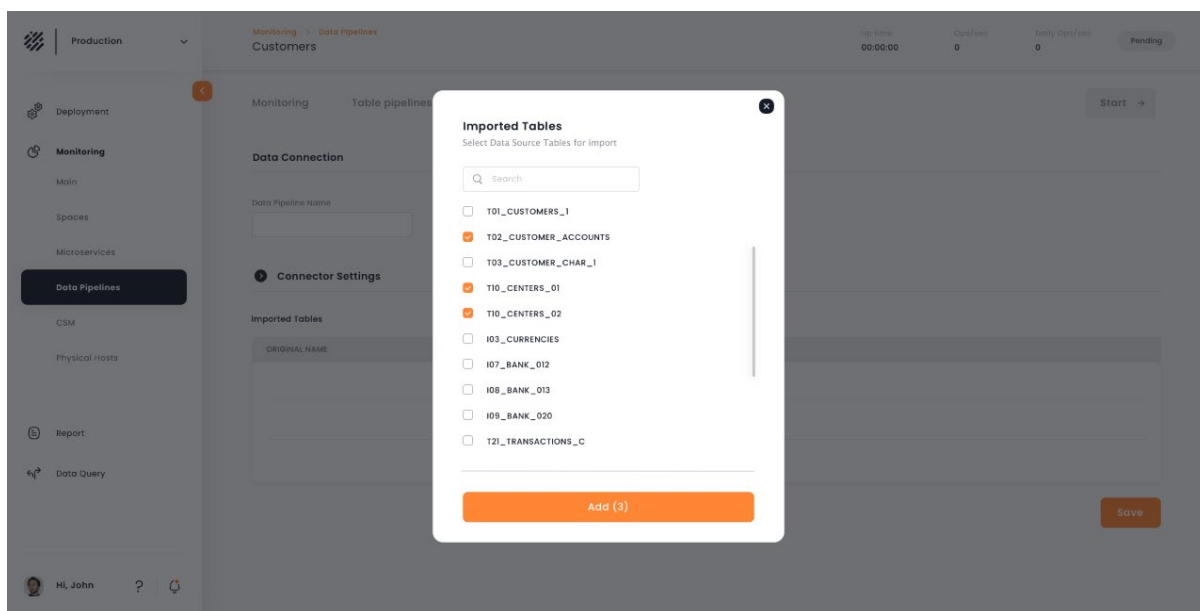 Production
Monitoring > Data Pipelines
Customers
Up time
00:00:00
Ops/sec
0
Daily Ops/sec
0
Pending
Deployment
Monitoring
Main
Spaces
Microservices
Data Pipelines
CSM
Physical Hosts
Report
Data Query
Hi, John
?
Monitoring
Table pipelines
Start →
Data Connection
Data Pipeline Name
Connector Settings
Imported Tables
ORIGINAL NAME
Save
Imported Tables
Select Data Source Tables for import
Search
T01_CUSTOMERS_1
T02_CUSTOMER_ACCOUNTS
T03_CUSTOMER_CHAR_1
T10_CENTERS_01
T10_CENTERS_02
I03_CURRENCIES
I07_BANK_012
I08_BANK_013
I09_BANK_020
T21_TRANSACTIONS_C
Add (3)